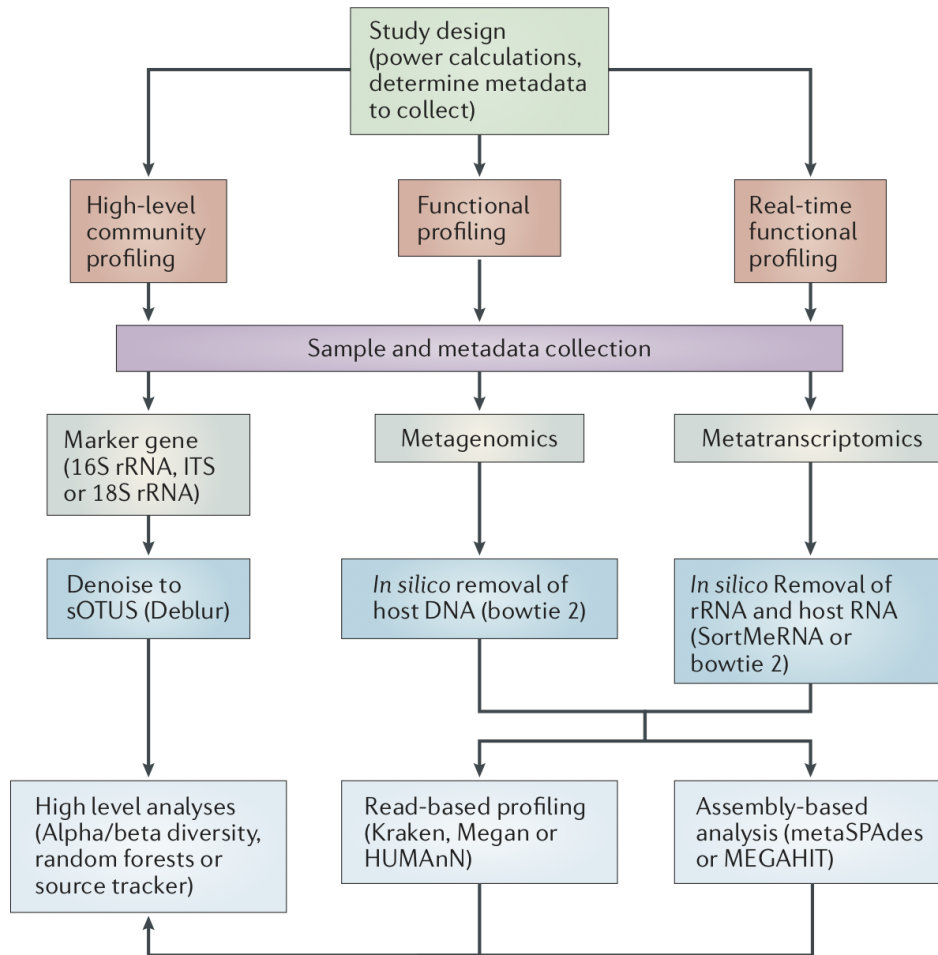 Study design
(power calculations,
determine metadata
to collect)
High-level
community
profiling
Functional
profiling
Real-time
functional
profiling
Sample and metadata collection
Marker gene
(16S rRNA, ITS
or 18S rRNA)
Metagenomics
Metatranscriptomics
Denoise to
sOTUS (Deblur)
In silico removal of
host DNA (bowtie 2)
In silico Removal of
rRNA and host RNA
(SortMeRNA or
bowtie 2)
High level analyses
(Alpha/beta diversity,
random forests or
source tracker)
Read-based profiling
(Kraken, Megan or
HUMAnN)
Assembly-based
analysis (metaSPAdes
or MEGAHIT)